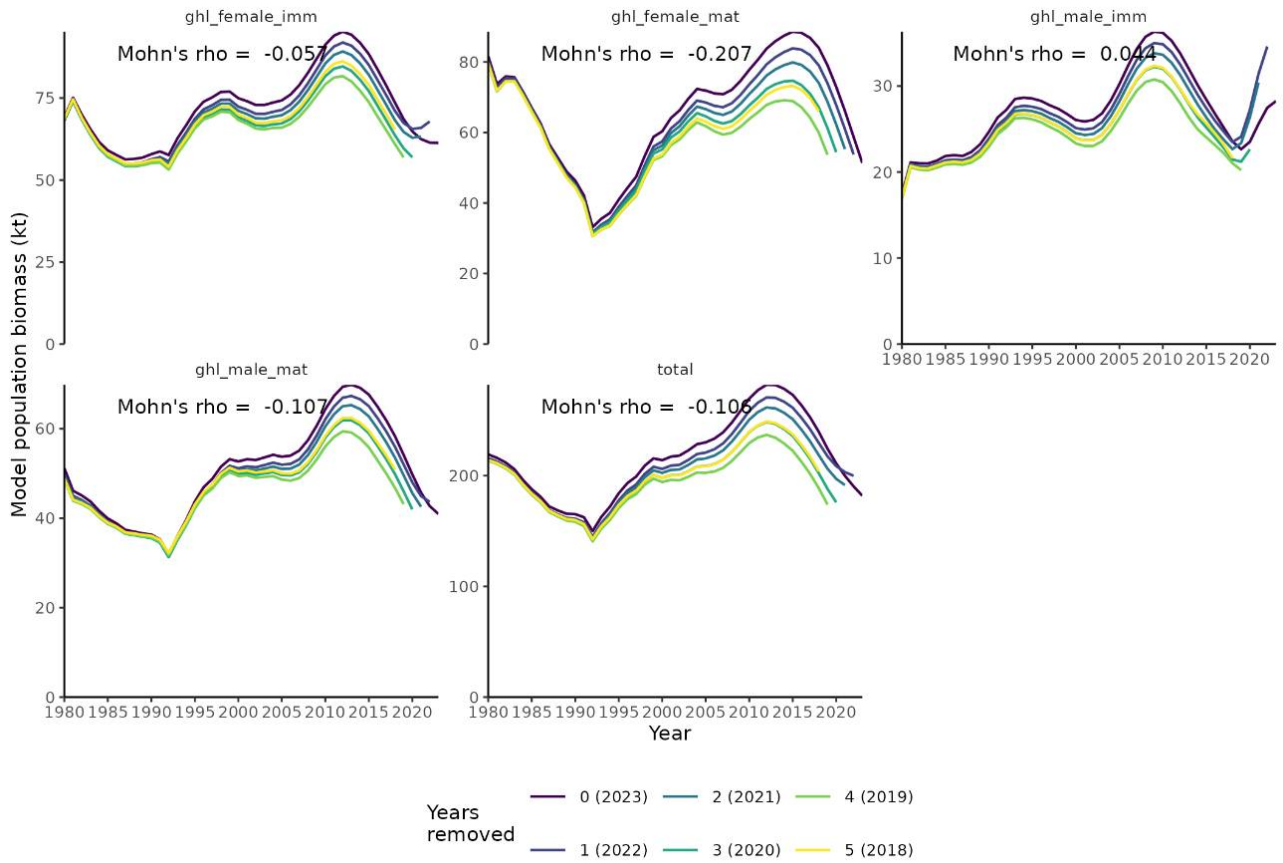 ghl_female_imm
ghl_female_mat
ghl_male_imm
Mohn's rho = -0.057
Mohn's rho = -0.207
Mohn's rho = 0.044
75
50
25
0
80
60
40
20
0
30
20
10
0
1980 1985 1990 1995 2000 2005 2010 2015 2020
Model population biomass (kt)
ghl_male_mat
total
Mohn's rho = -0.107
Mohn's rho = -0.106
60
40
20
0
200
100
0
1980 1985 1990 1995 2000 2005 2010 2015 2020
1980 1985 1990 1995 2000 2005 2010 2015 2020
Year
Years
removed
0 (2023)
2 (2021)
4 (2019)
1 (2022)
3 (2020)
5 (2018)